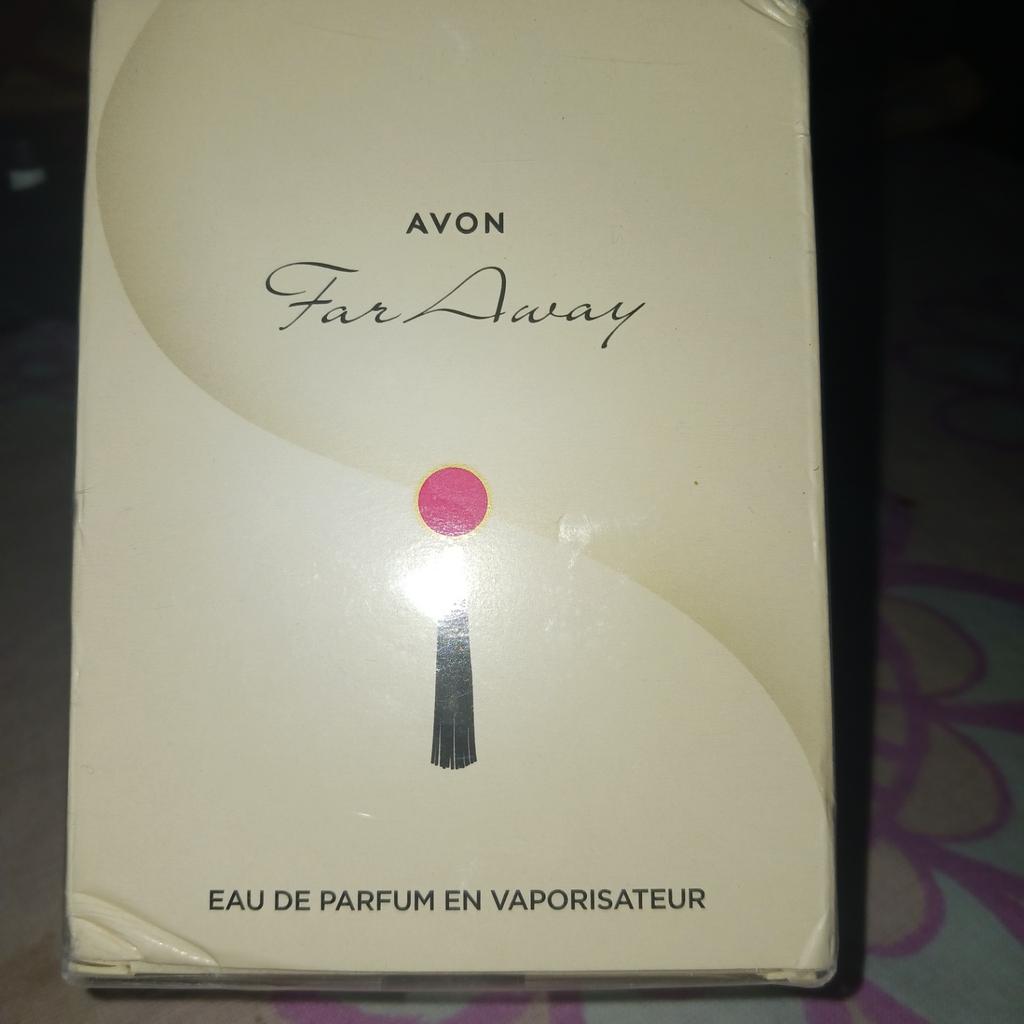 AVON
Far Away
EAU DE PARFUM EN VAPORISATEUR